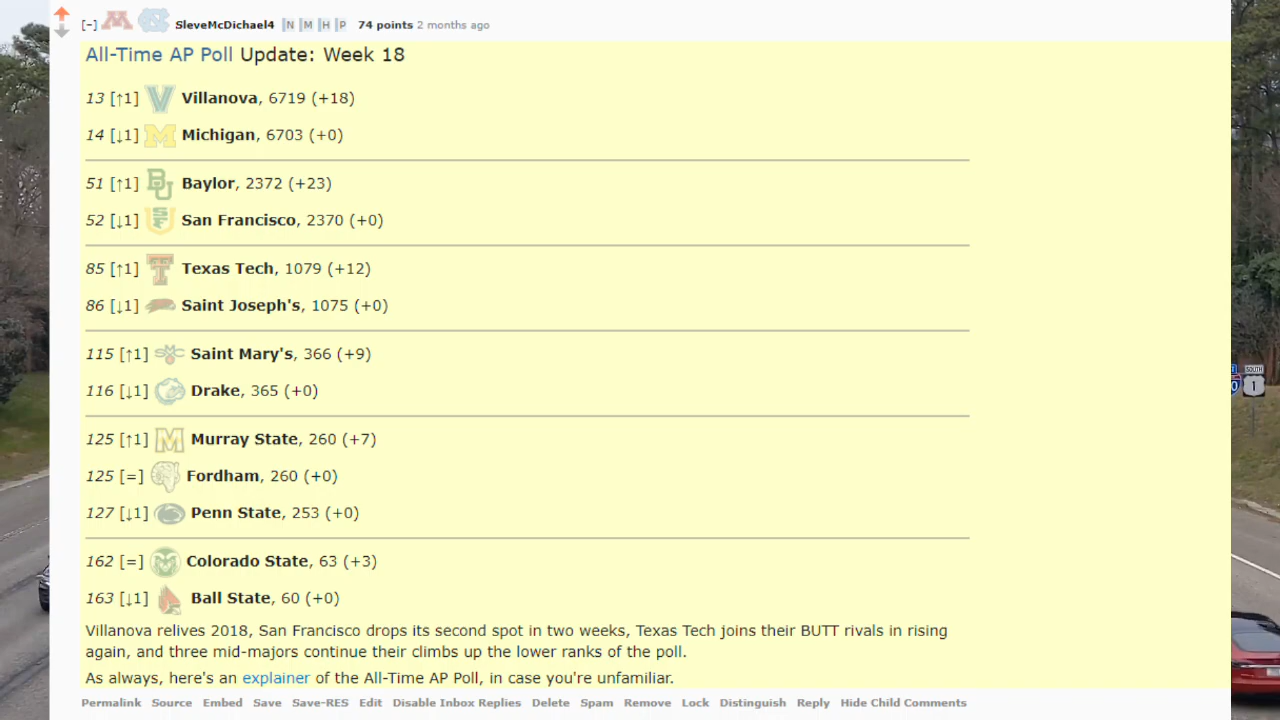 [–] SleveMcDichael4 |N |M |H |P 74 points 2 months ago
All-Time AP Poll Update: Week 18
13 [↑1] Villanova, 6719 (+18)
14 [↓1] Michigan, 6703 (+0)
51 [↑1] Baylor, 2372 (+23)
52 [↓1] San Francisco, 2370 (+0)
85 [↑1] Texas Tech, 1079 (+12)
86 [↓1] Saint Joseph's, 1075 (+0)
115 [↑1] Saint Mary's, 366 (+9)
116 [↓1] Drake, 365 (+0)
125 [↑1] Murray State, 260 (+7)
125 [=] Fordham, 260 (+0)
127 [↓1] Penn State, 253 (+0)
162 [=] Colorado State, 63 (+3)
163 [↓1] Ball State, 60 (+0)
Villanova relives 2018, San Francisco drops its second spot in two weeks, Texas Tech joins their BUTT rivals in rising
again, and three mid-majors continue their climbs up the lower ranks of the poll.
As always, here's an explainer of the All-Time AP Poll, in case you're unfamiliar.
Permalink Source Embed Save Save-RES Edit Disable Inbox Replies Delete Spam Remove Lock Distinguish Reply Hide Child Comments
SOUTH
1